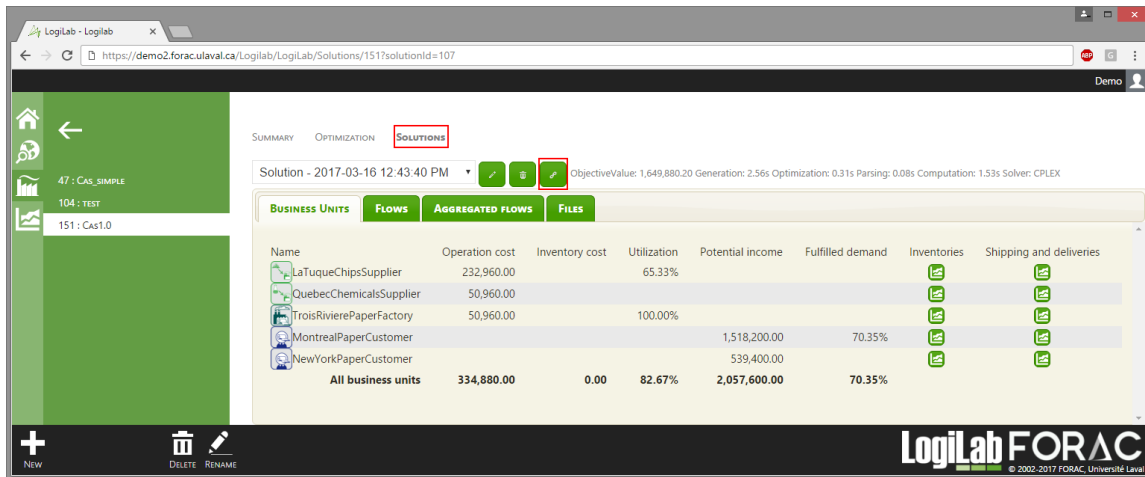 LogiLab - Logilab
https://demo2.forac.ulaval.ca/Logilab/LogiLab/Solutions/151?solutionId=107
ABP G
Demo
SUMMARY OPTIMIZATION SOLUTIONS
Solution - 2017-03-16 12:43:40 PM ObjectiveValue: 1,649,880.20 Generation: 2.56s Optimization: 0.31s Parsing: 0.08s Computation: 1.53s Solver: CPLEX
47 : CAS_SIMPLE
104 : TEST
151 : CAS1.0
BUSINESS UNITS FLOWS AGGREGATED FLOWS FILES
Name Operation cost Inventory cost Utilization Potential income Fulfilled demand Inventories Shipping and deliveries
LaTuqueChipsSupplier 232,960.00 65.33%
QuebecChemicalsSupplier 50,960.00
TroisRivierePaperFactory 50,960.00 100.00%
MontrealPaperCustomer 1,518,200.00 70.35%
NewYorkPaperCustomer 539,400.00
All business units 334,880.00 0.00 82.67% 2,057,600.00 70.35%
NEW DELETE RENAME
LogiLab FORAC
© 2002-2017 FORAC, Université Laval